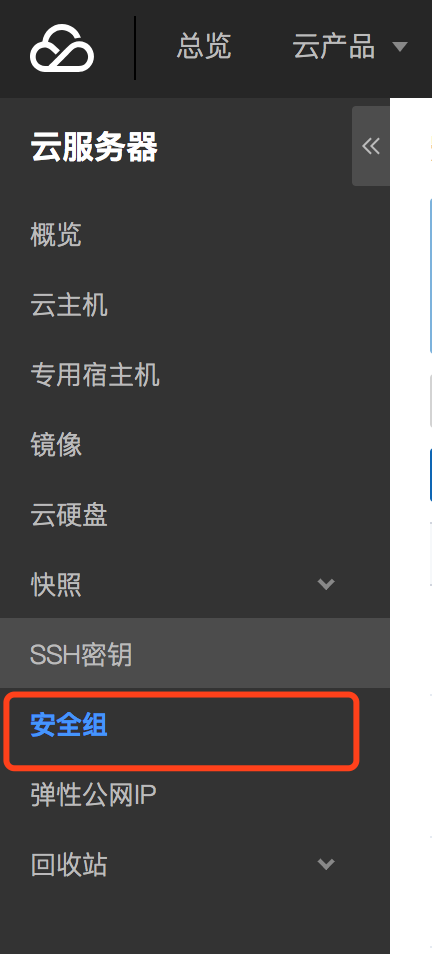 总览 云产品
云服务器
概览
云主机
专用宿主机
镜像
云硬盘
快照
SSH密钥
安全组
弹性公网IP
回收站